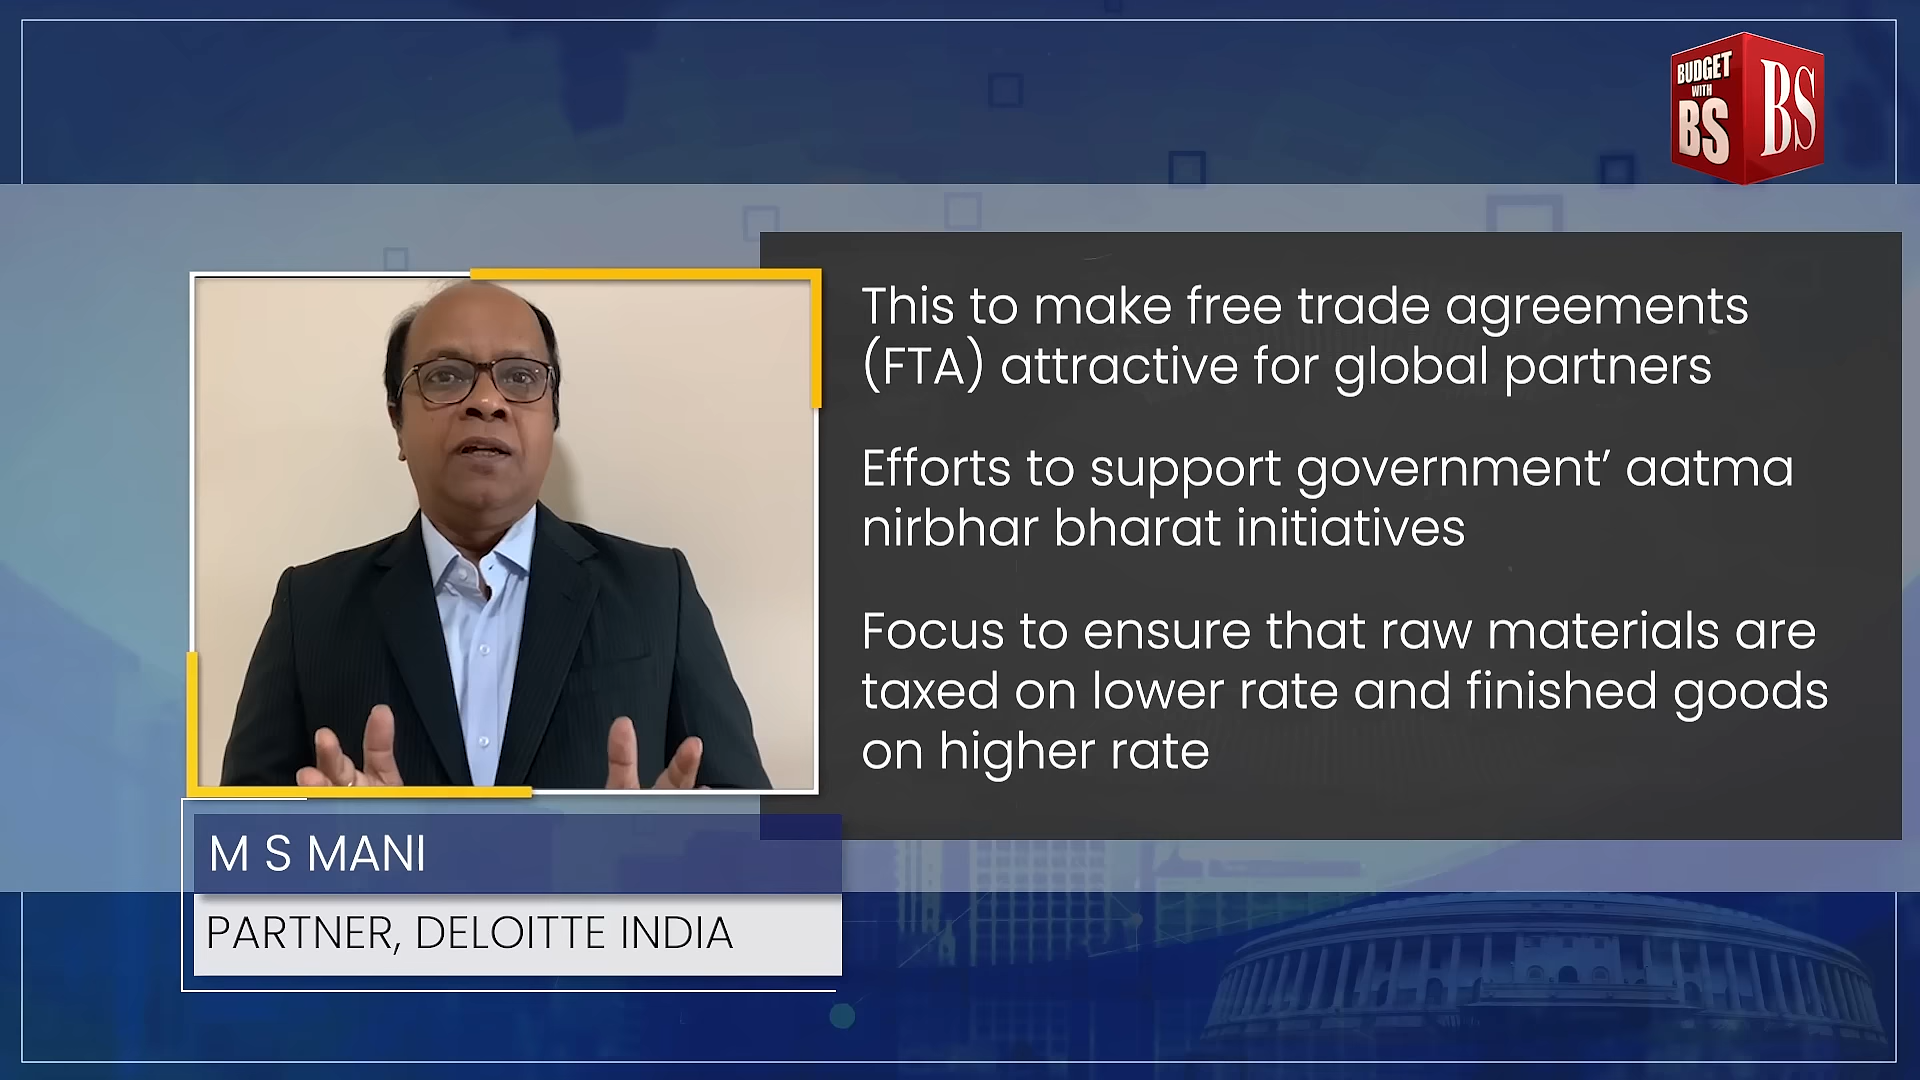 BUDGET
WITH
BS
BS
This to make free trade agreements
(FTA) attractive for global partners
Efforts to support government’ aatma
nirbhar bharat initiatives
Focus to ensure that raw materials are
taxed on lower rate and finished goods
on higher rate
M S MANI
PARTNER, DELOITTE INDIA